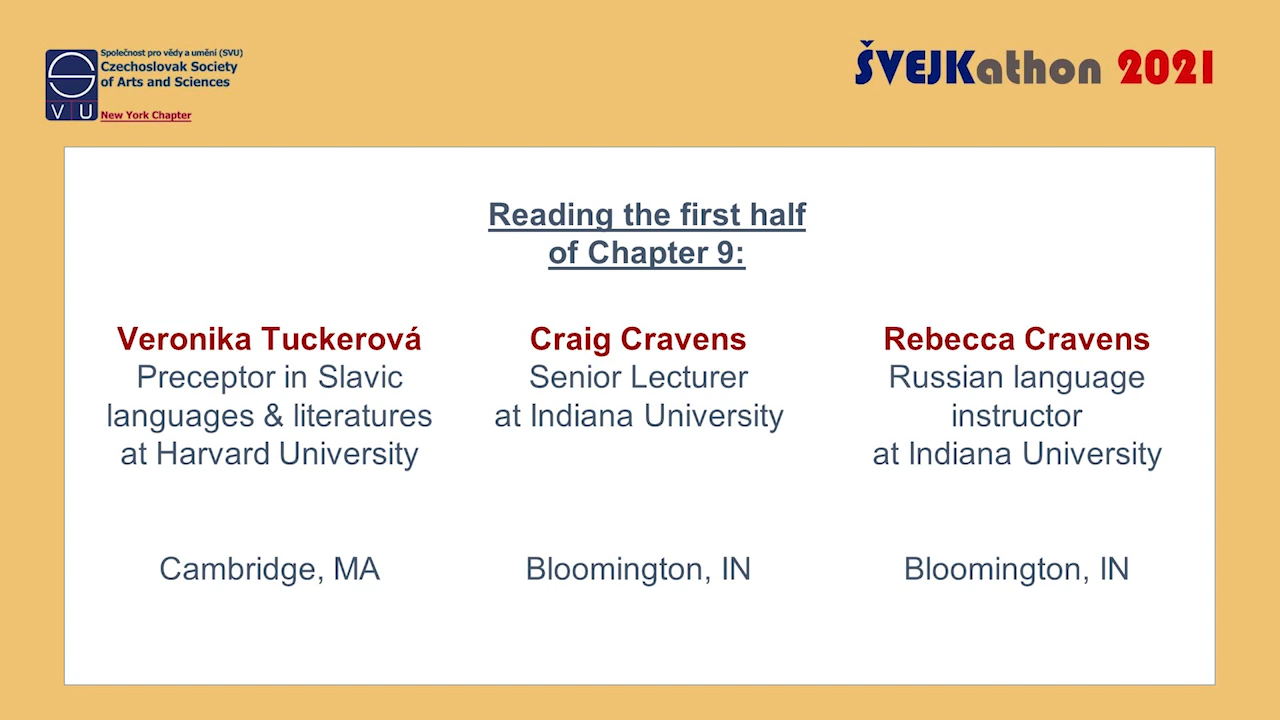 Společnost pro vědy a umění (SVU)
Czechoslovak Society
of Arts and Sciences
S
V U
New York Chapter
ŠVEJKathon 2021
Reading the first half
of Chapter 9:
Veronika Tuckerová
Preceptor in Slavic
languages & literatures
at Harvard University
Cambridge, MA
Craig Cravens
Senior Lecturer
at Indiana University
Bloomington, IN
Rebecca Cravens
Russian language
instructor
at Indiana University
Bloomington, IN